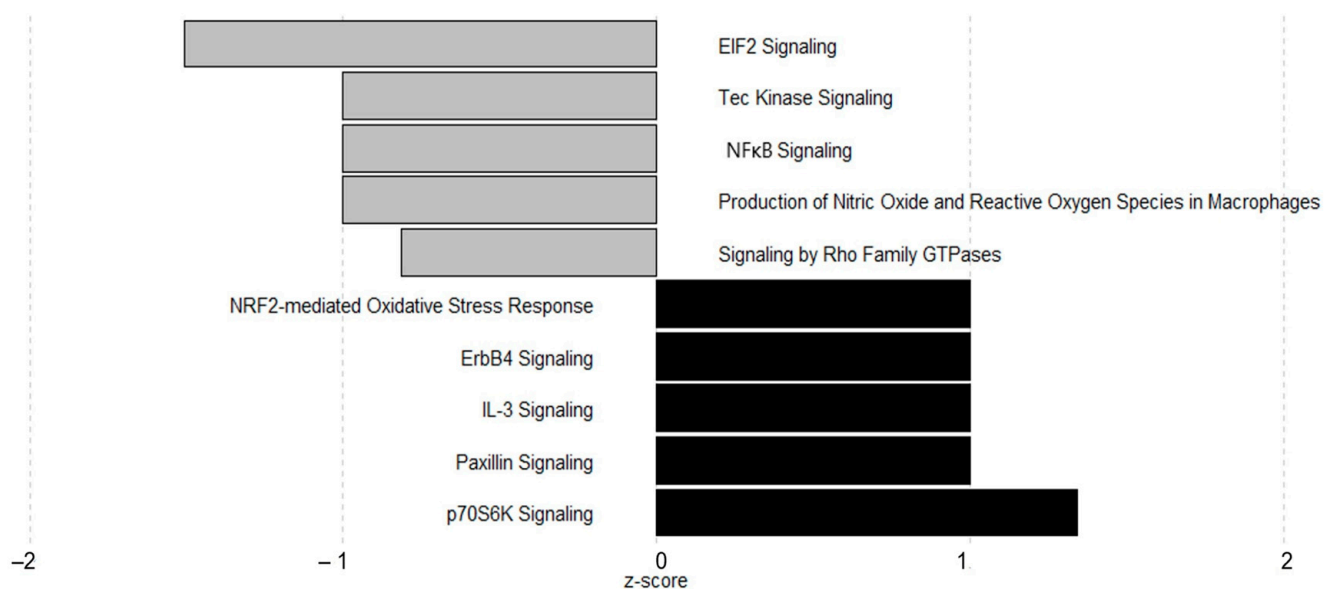 EIF2 Signaling
Tec Kinase Signaling
NFκB Signaling
Production of Nitric Oxide and Reactive Oxygen Species in Macrophages
Signaling by Rho Family GTPases
NRF2-mediated Oxidative Stress Response
ErbB4 Signaling
IL-3 Signaling
Paxillin Signaling
p70S6K Signaling
–2 – 1 0 1 2
z-score